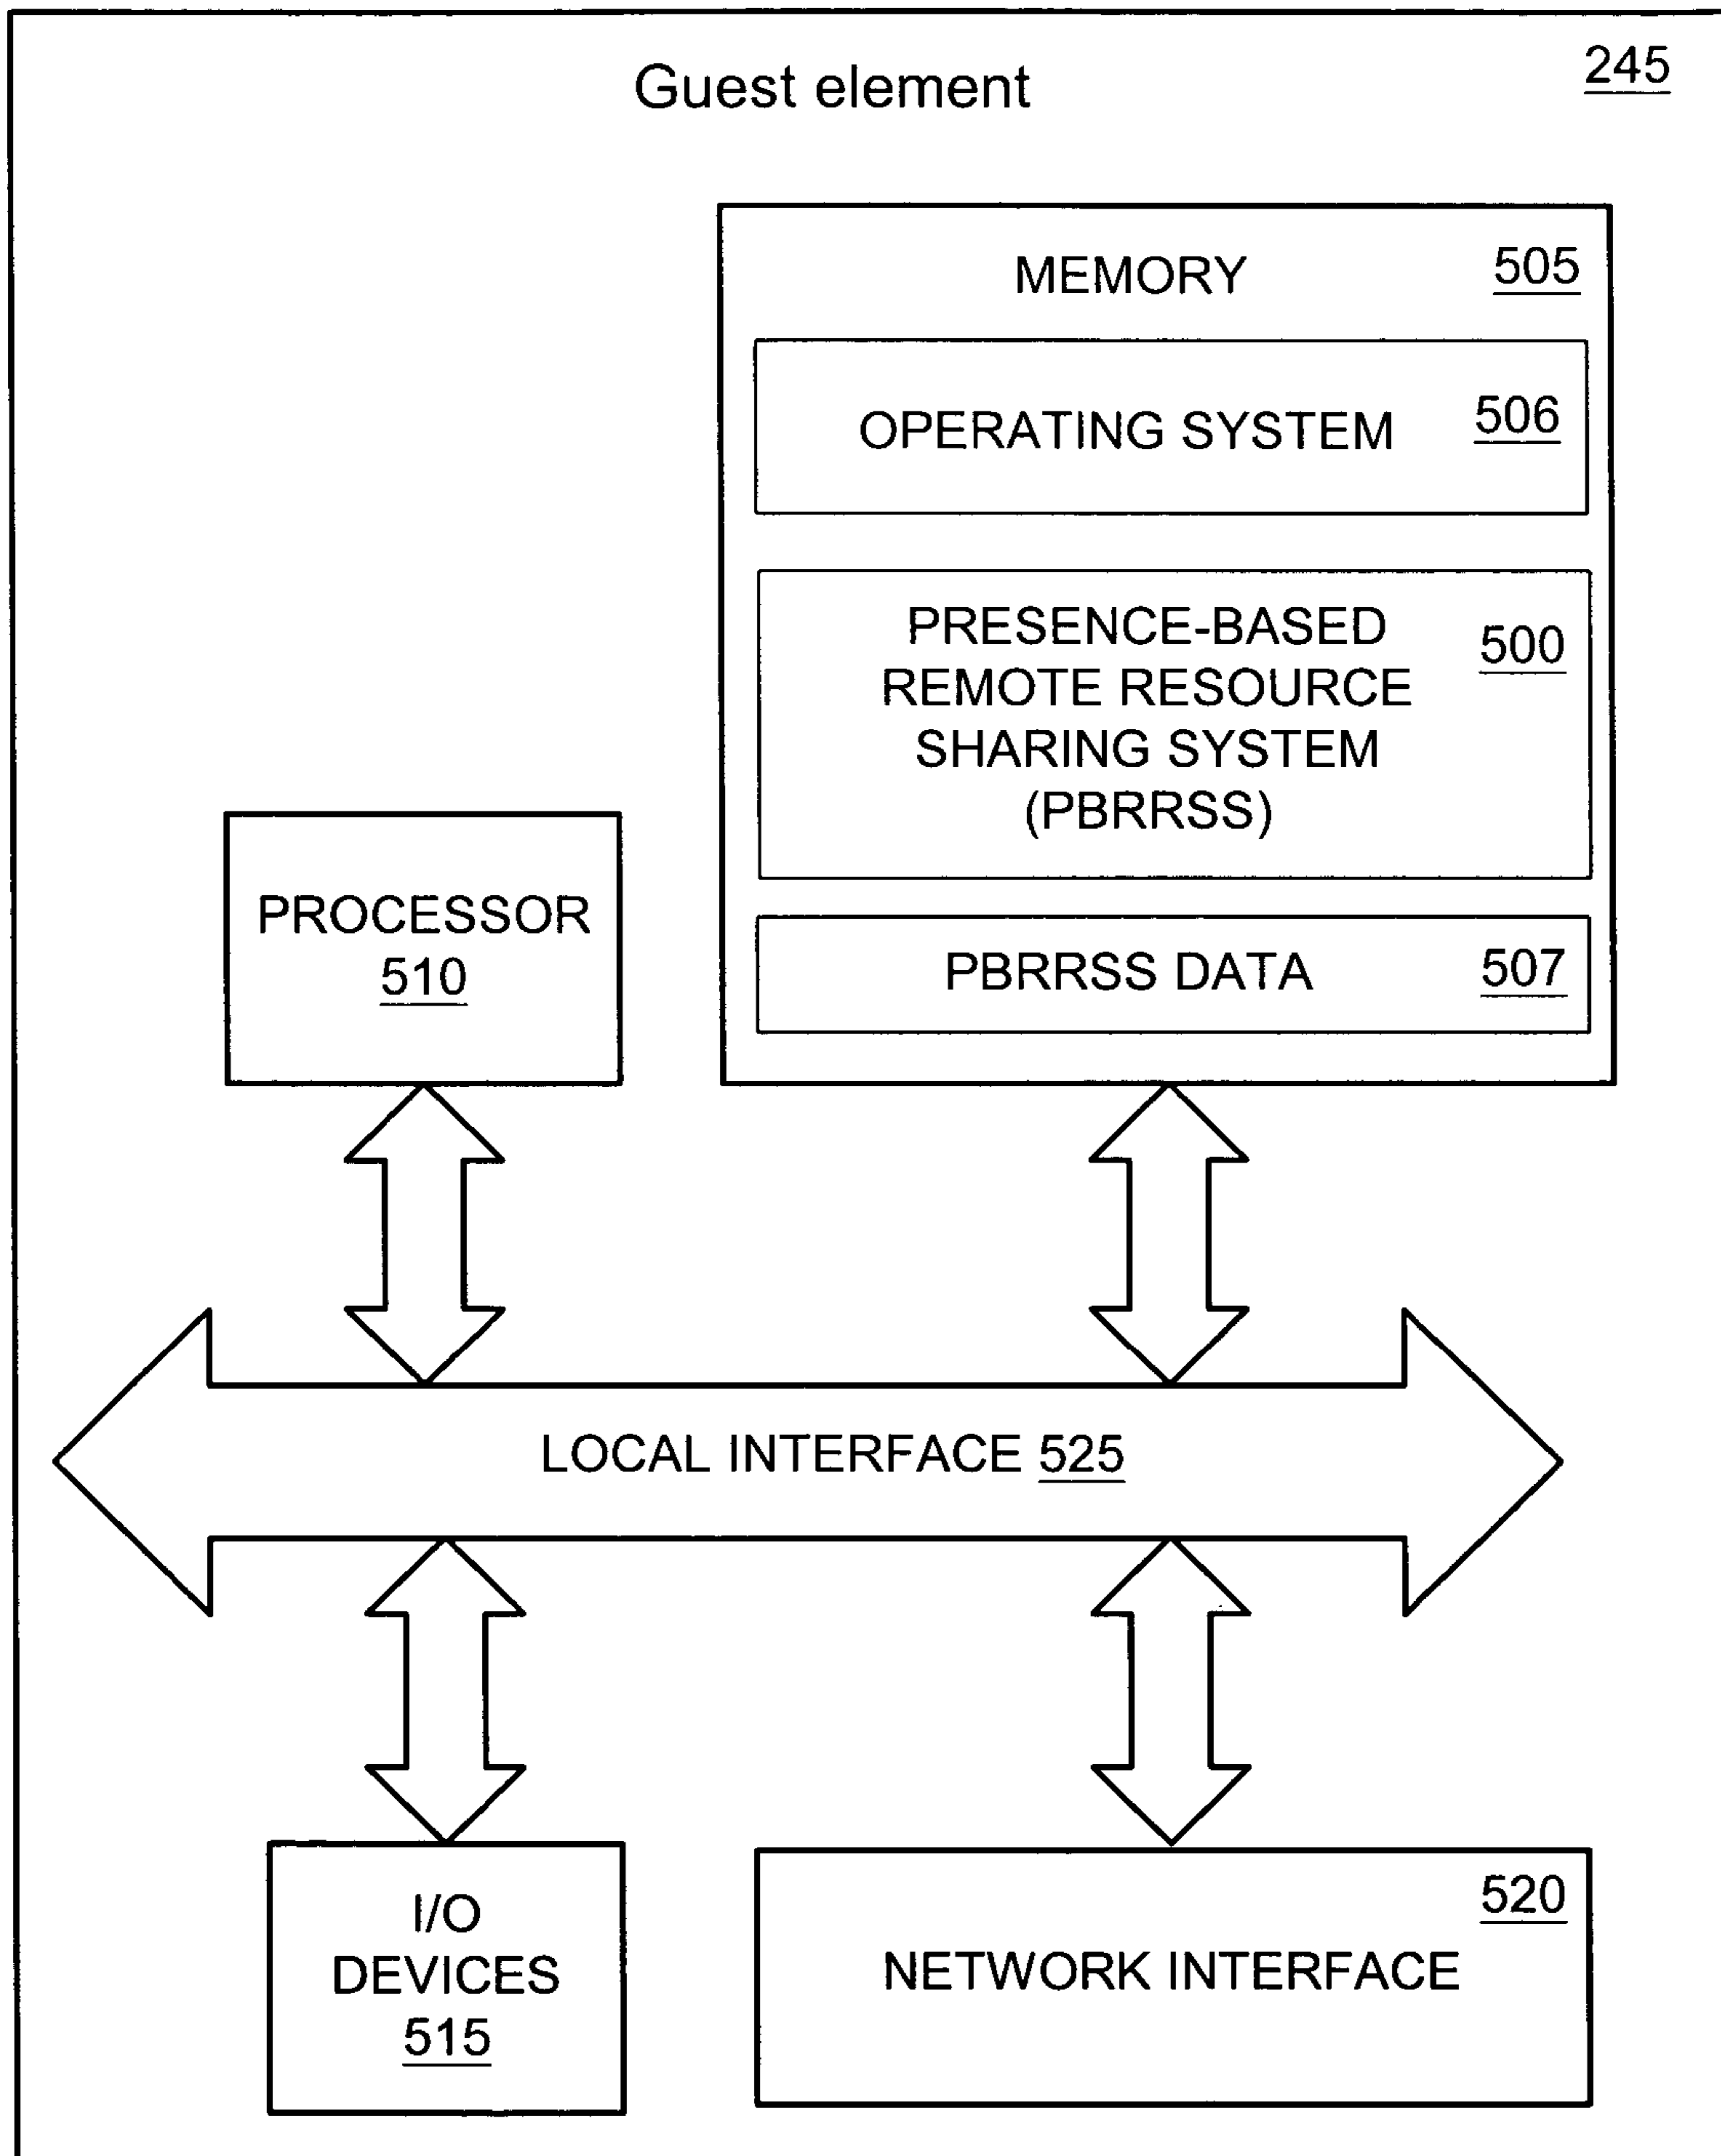 Guest element 245
MEMORY 505
OPERATING SYSTEM 506
PRESENCE-BASED
REMOTE RESOURCE
SHARING SYSTEM
(PBRRSS)
500
PBRRSS DATA 507
PROCESSOR
510
LOCAL INTERFACE 525
I/O
DEVICES
515
520
NETWORK INTERFACE